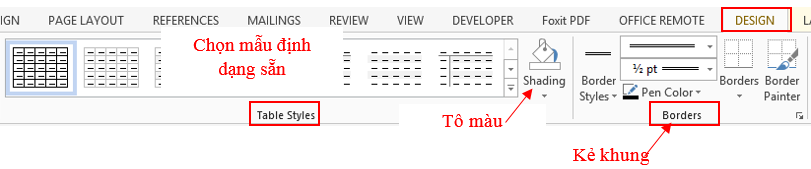 IGN PAGE LAYOUT REFERENCES MAILINGS REVIEW VIEW DEVELOPER Foxit PDF OFFICE REMOTE DESIGN LA
Chọn mẫu định
dạng sẵn
Shading
Border
Styles
½ pt
Pen Color
Borders
Border
Painter
Table Styles
Tô màu
Borders
Kẻ khung